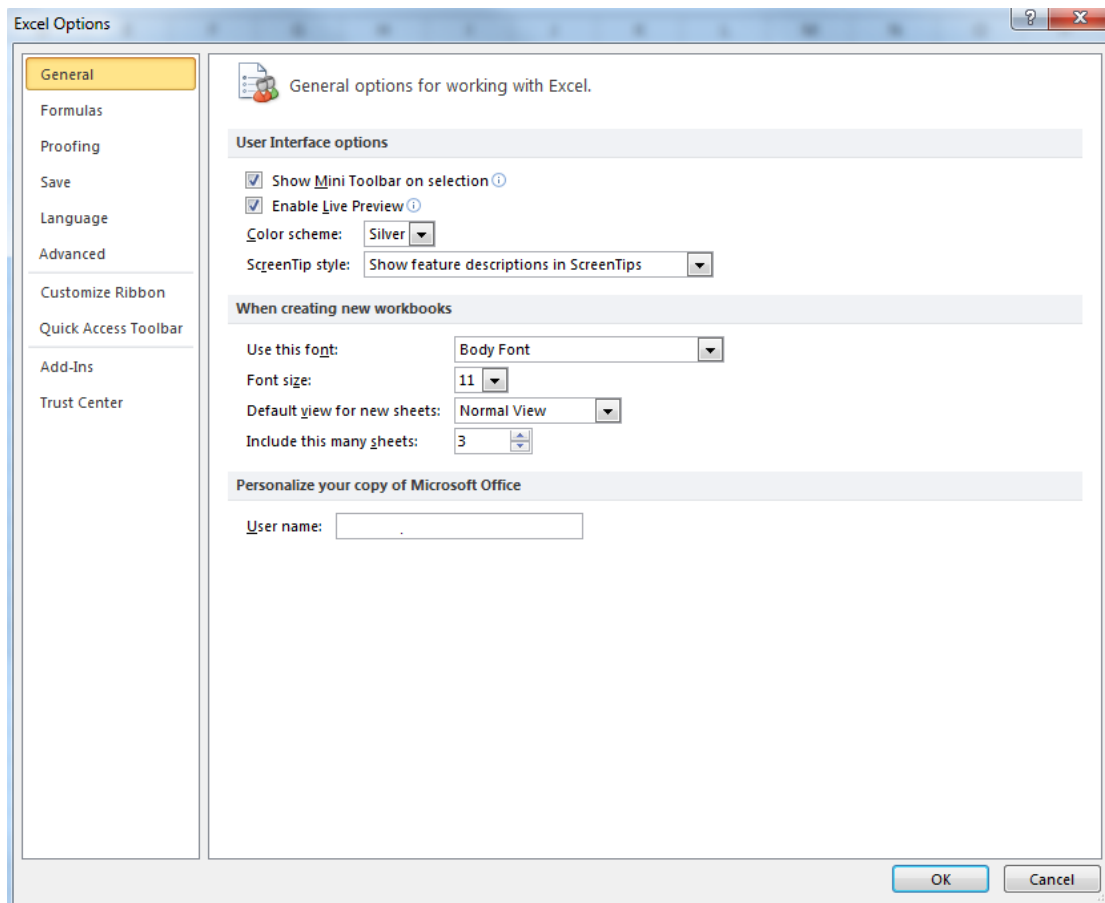 Excel Options
General
Formulas
Proofing
Save
Language
Advanced
Customize Ribbon
Quick Access Toolbar
Add-Ins
Trust Center
General options for working with Excel.
User Interface options
Show Mini Toolbar on selection
Enable Live Preview
Color scheme: Silver
ScreenTip style: Show feature descriptions in ScreenTips
When creating new workbooks
Use this font: Body Font
Font size: 11
Default view for new sheets: Normal View
Include this many sheets: 3
Personalize your copy of Microsoft Office
User name: .
OK Cancel